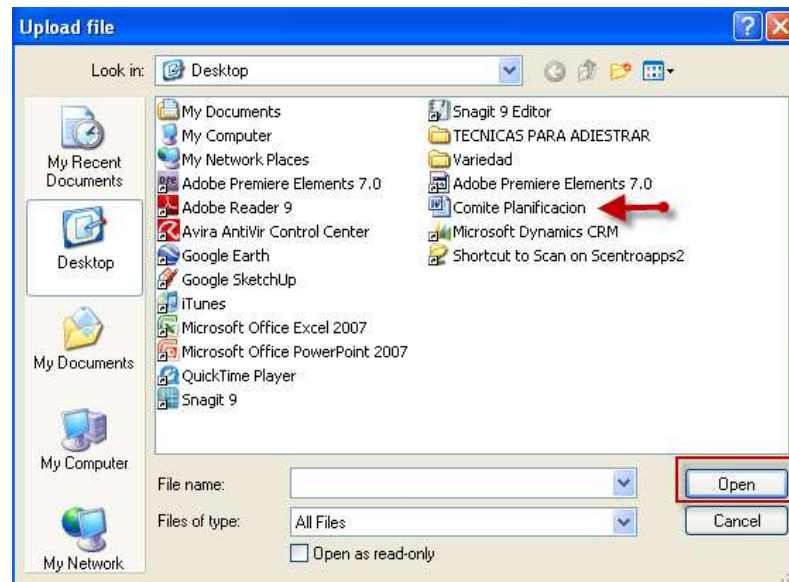 Upload file
Look in:
Desktop
My Recent
Documents
Desktop
My Documents
My Computer
My Network
My Documents
My Computer
My Network Places
Adobe Premiere Elements 7.0
Adobe Reader 9
Avira AntiVir Control Center
Google Earth
Google SketchUp
iTunes
Microsoft Office Excel 2007
Microsoft Office PowerPoint 2007
QuickTime Player
Snagit 9
Snagit 9 Editor
TECNICAS PARA ADIESTRAR
Variedad
Adobe Premiere Elements 7.0
Comite Planificacion
Microsoft Dynamics CRM
Shortcut to Scan on Scentroapps2
File name:
Open
Files of type:
All Files
Cancel
Open as read-only